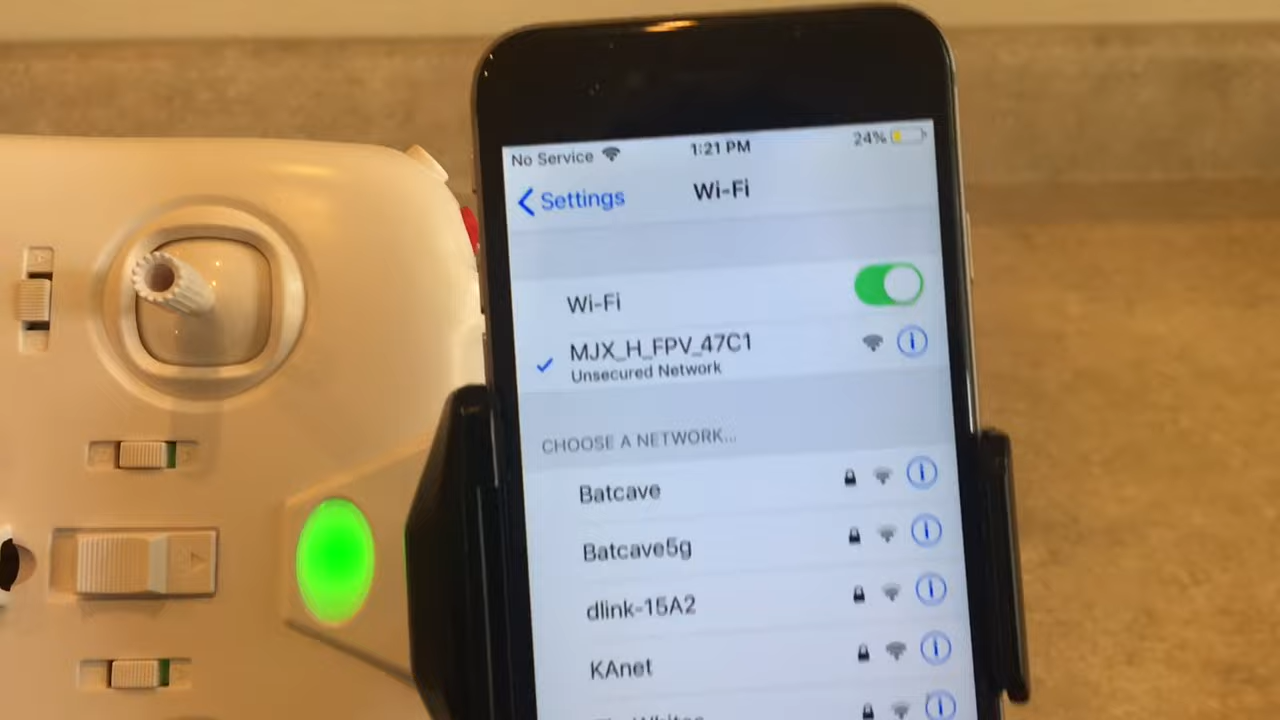 No Service 1:21 PM 24%
Settings Wi-Fi
Wi-Fi
MJX_H_FPV_47C1
Unsecured Network
CHOOSE A NETWORK...
Batcave
Batcave5g
dlink-15A2
KAnet